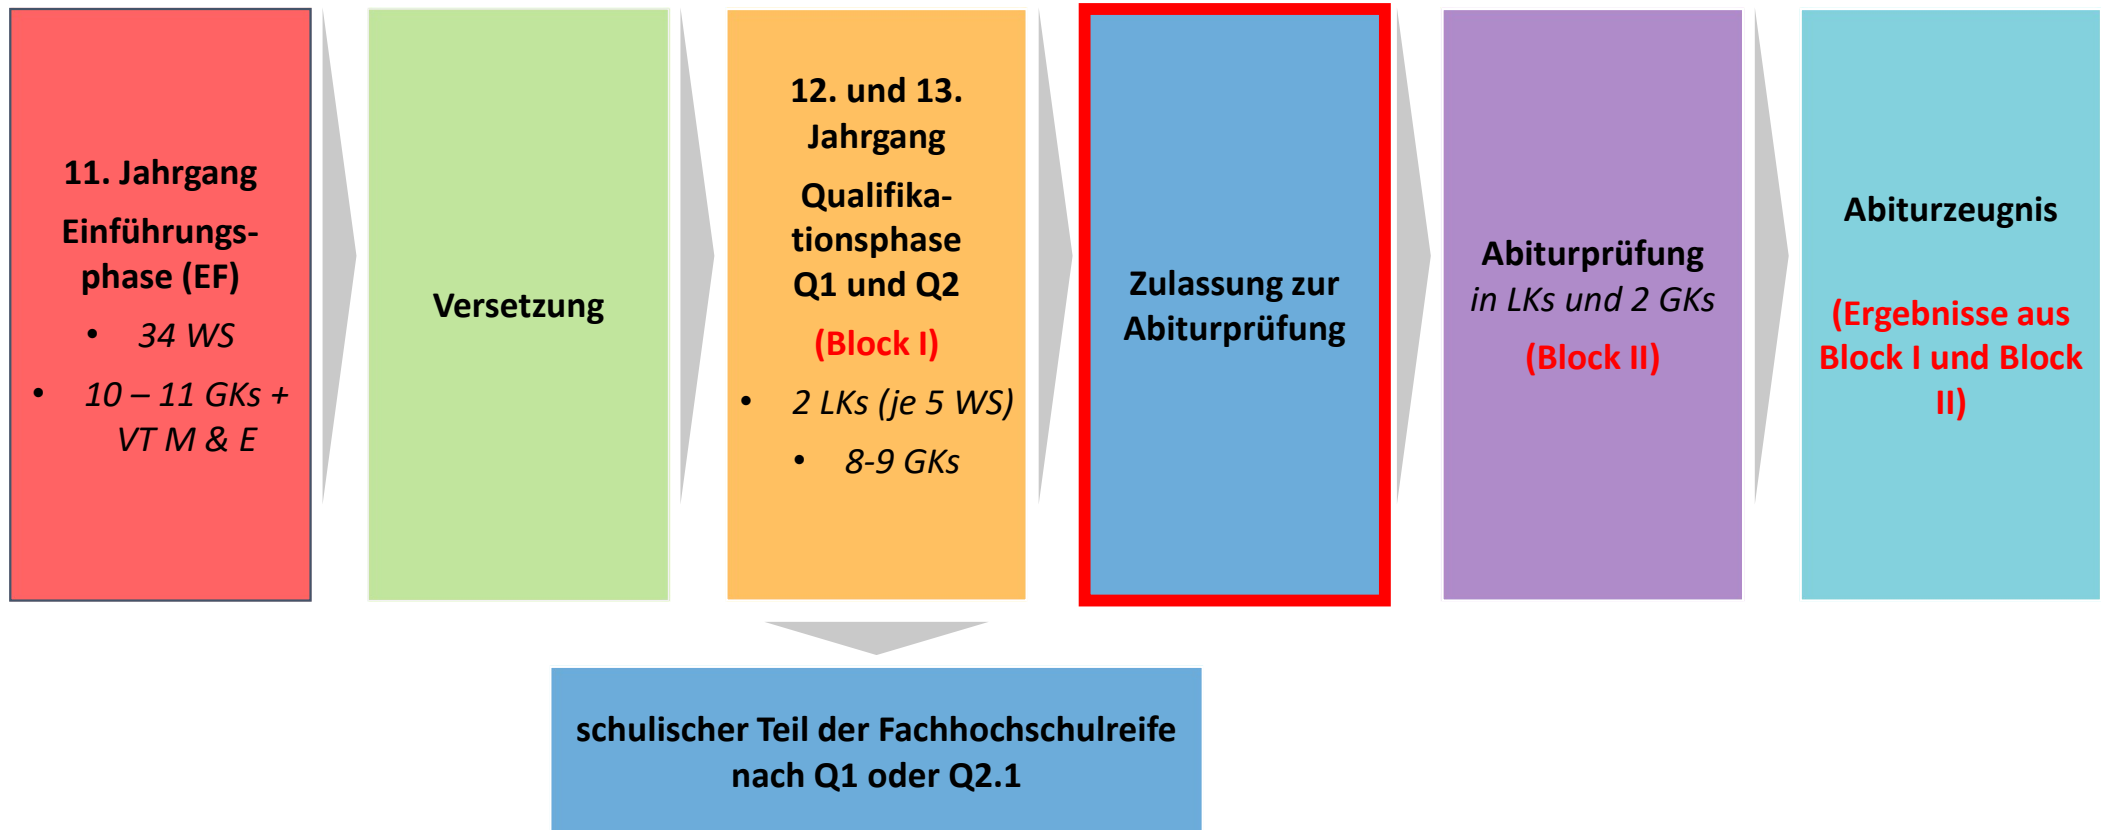 11. Jahrgang
Einführungs-
phase (EF)
• 34 WS
• 10 – 11 GKs +
VT M & E
Versetzung
12. und 13.
Jahrgang
Qualifika-
tionsphase
Q1 und Q2
(Block I)
• 2 LKs (je 5 WS)
• 8-9 GKs
Zulassung zur
Abiturprüfung
Abiturprüfung
in LKs und 2 GKs
(Block II)
Abiturzeugnis
(Ergebnisse aus
Block I und Block
II)
schulischer Teil der Fachhochschulreife
nach Q1 oder Q2.1